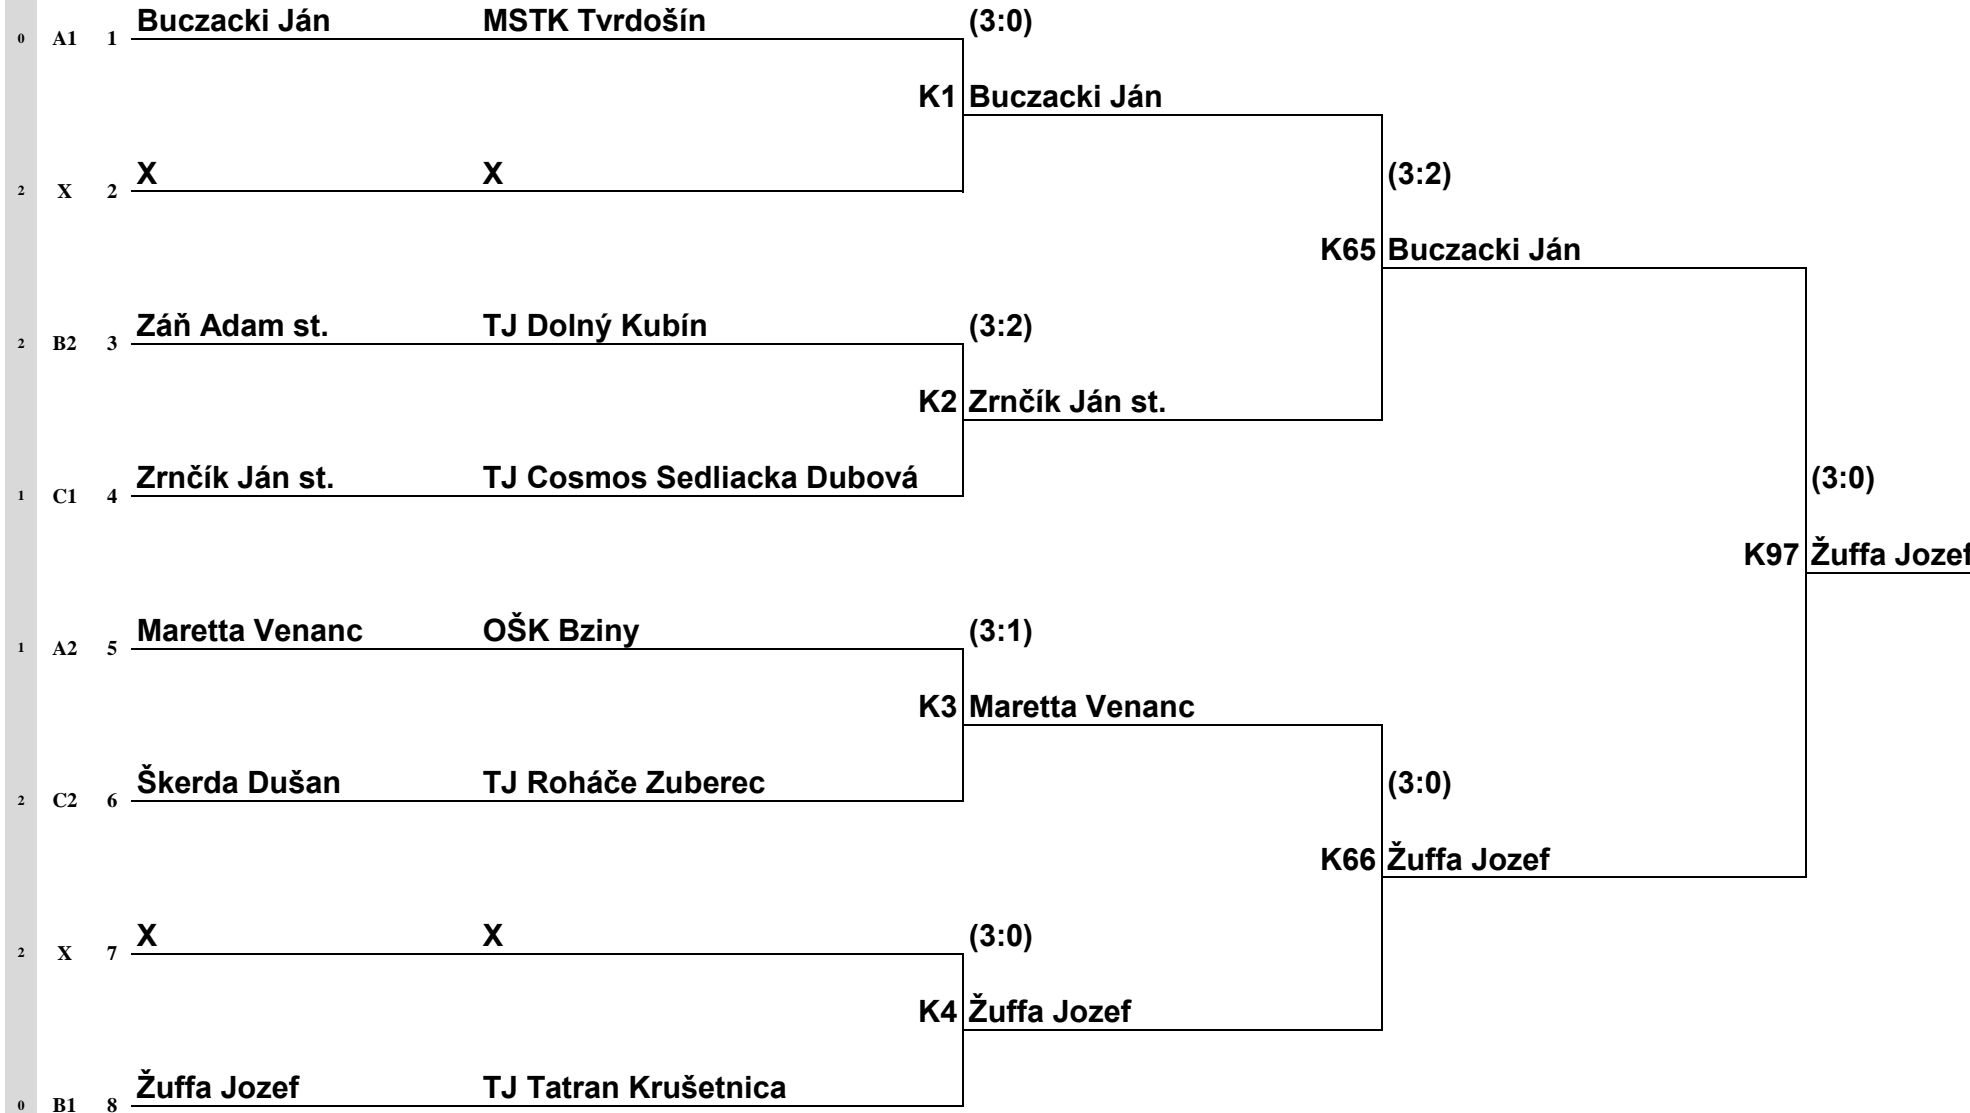 0 A1 1 Buczacki Ján MSTK Tvrdošín (3:0)
K1 Buczacki Ján
2 X 2 X X (3:2)
K65 Buczacki Ján
2 B2 3 Záň Adam st. TJ Dolný Kubín (3:2)
K2 Zrnčík Ján st.
1 C1 4 Zrnčík Ján st. TJ Cosmos Sedliacka Dubová (3:0)
K97 Žuffa Jozef
1 A2 5 Maretta Venanc OŠK Bziny (3:1)
K3 Maretta Venanc
2 C2 6 Škerda Dušan TJ Roháče Zuberec (3:0)
K66 Žuffa Jozef
2 X 7 X X (3:0)
K4 Žuffa Jozef
0 B1 8 Žuffa Jozef TJ Tatran Krušetnica